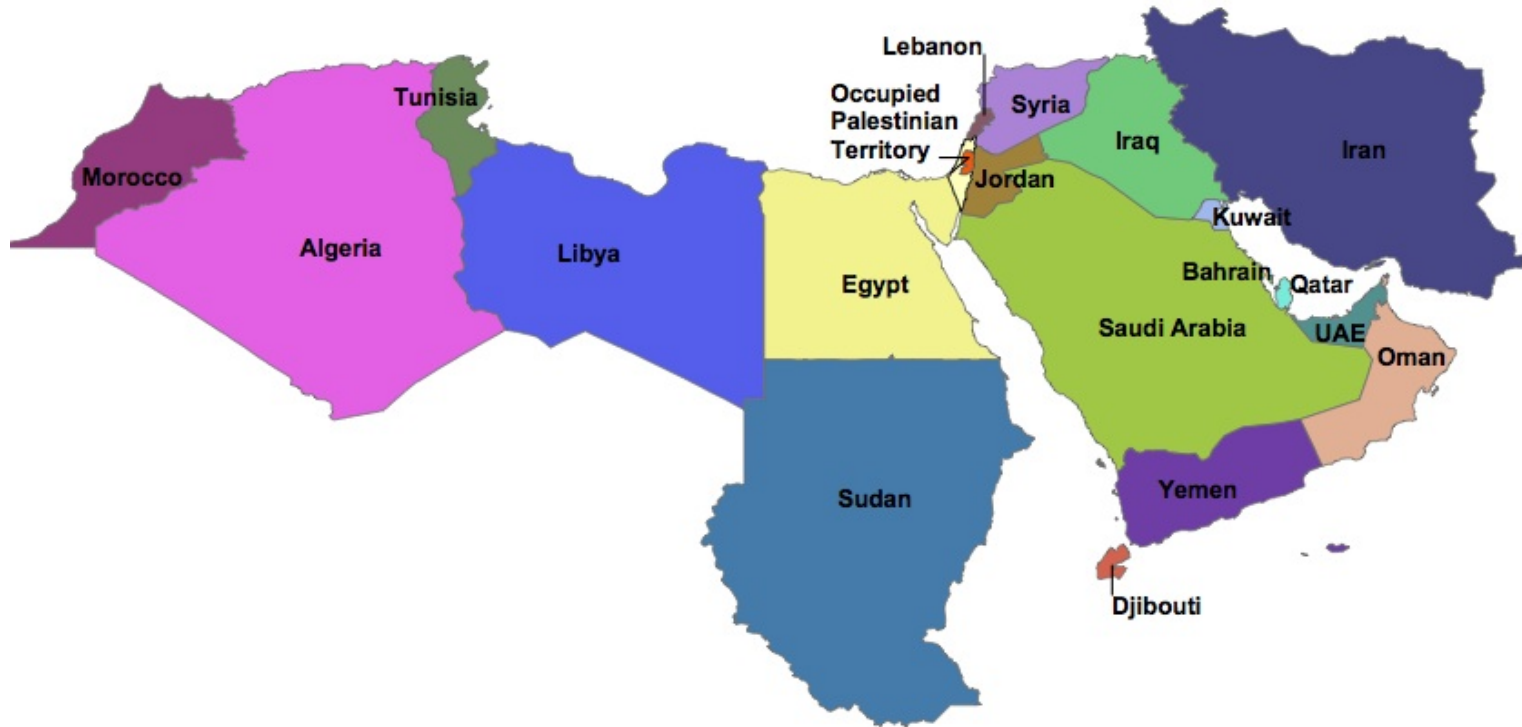 Lebanon
Occupied
Palestinian
Territory
Tunisia
Syria
Iraq
Iran
Morocco
Jordan
Kuwait
Algeria
Libya
Egypt
Bahrain
Qatar
Saudi Arabia
UAE
Oman
Sudan
Yemen
Djibouti